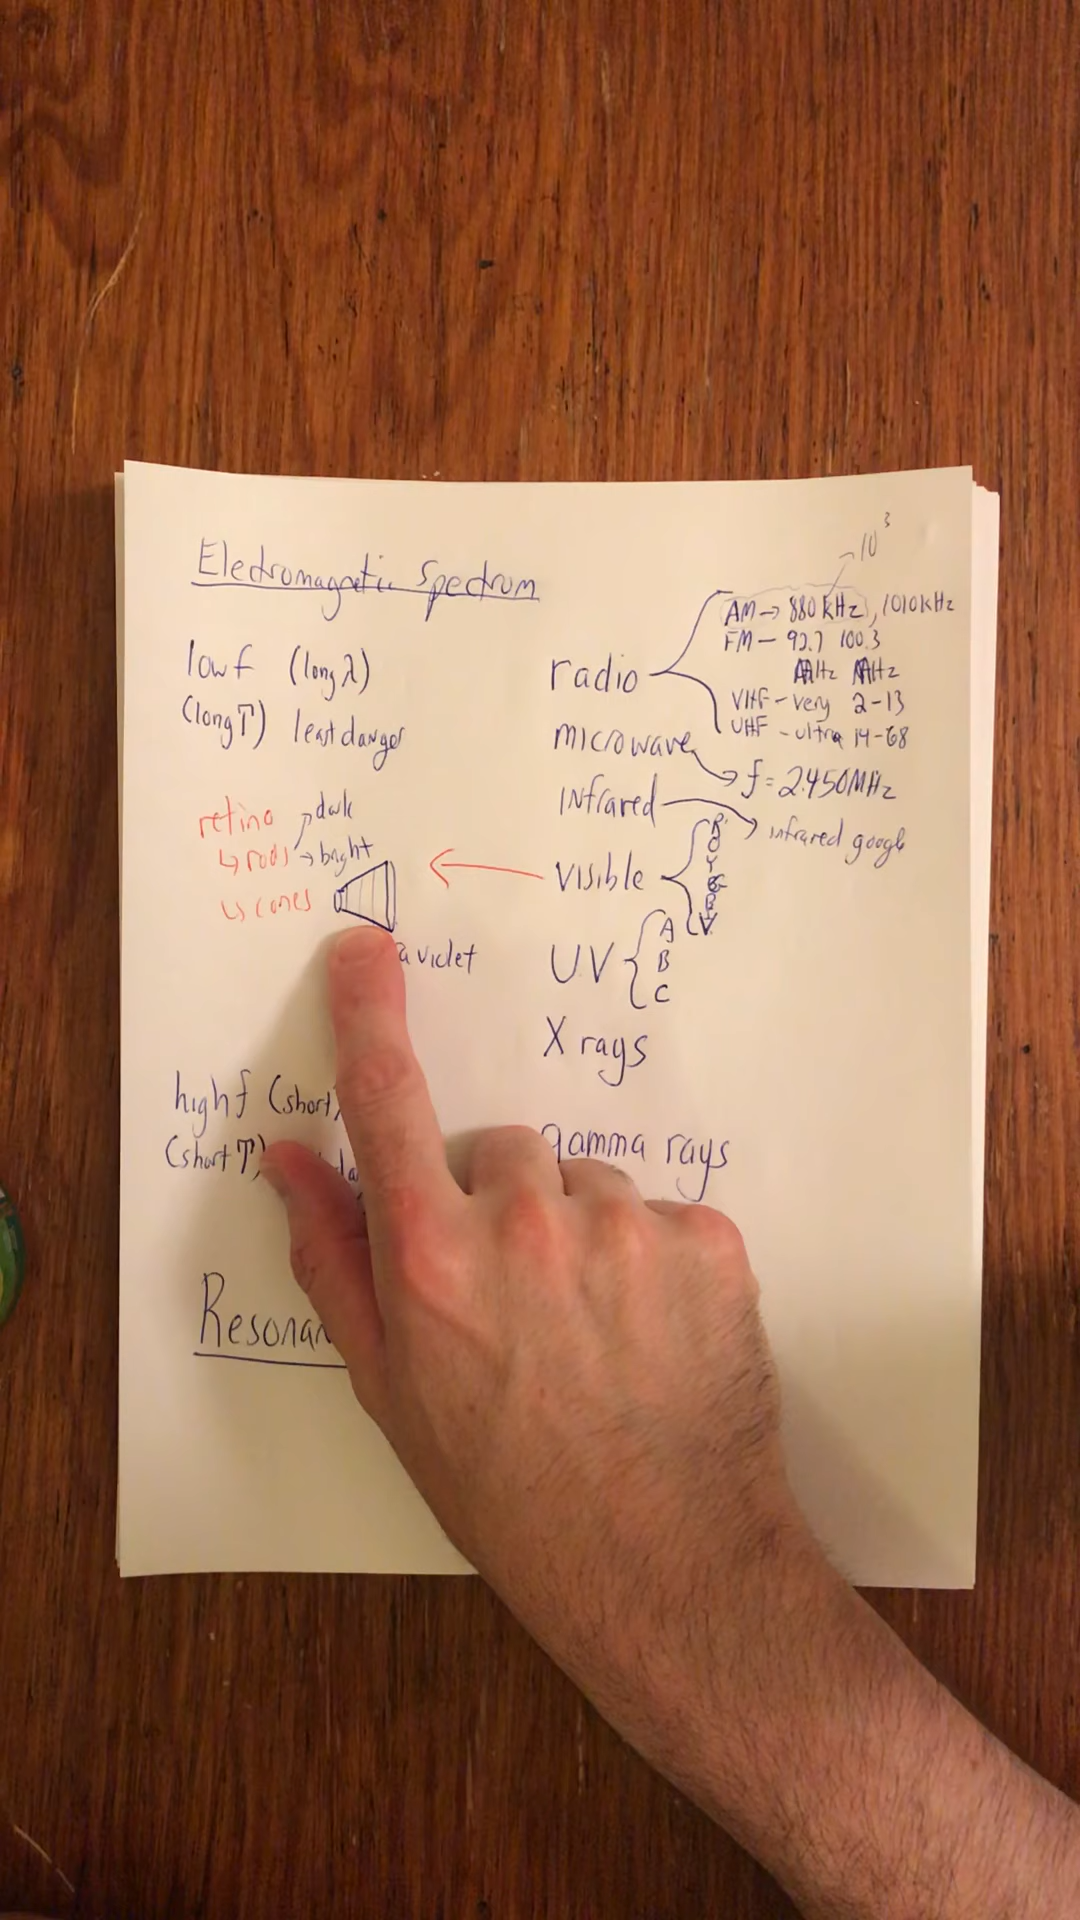 Electromagnetic Spectrum
low f (long λ)
(long T) least danger
retina
↳ rods → dark
→ bright
↳ cones
a violet
high f (short
(short T)
Resonan
10³
radio
AM → 880 kHz, 1010 kHz
FM - 92.7 100.3
MHz MHz
VHF - very 2-13
UHF - ultra 14-68
microwave → f = 2.450MHz
Infrared → infrared google
visible
R
O
Y
G
B
V
UV
A
B
C
X rays
gamma rays